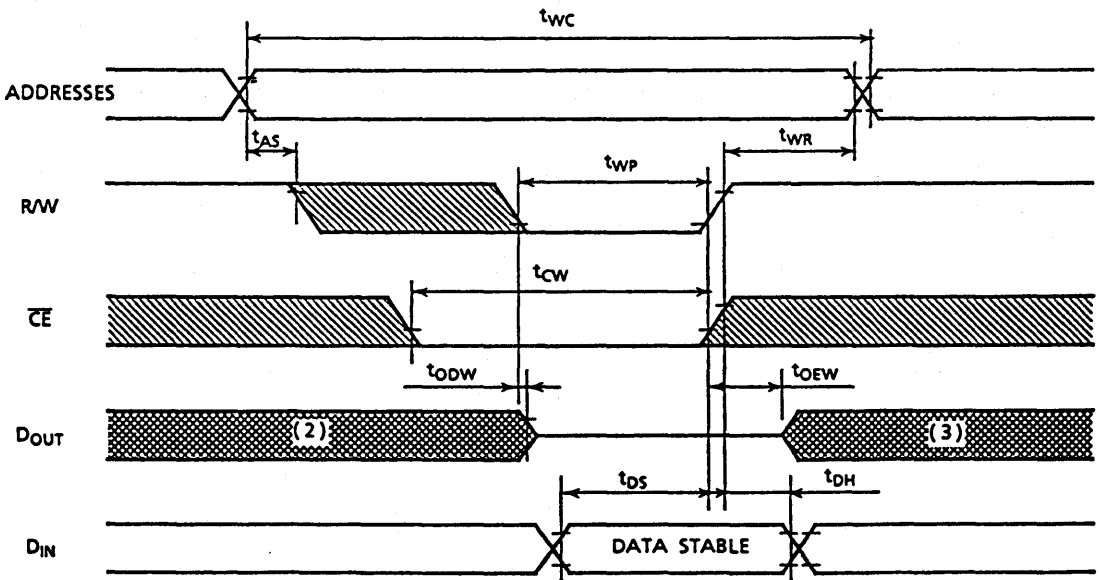 tWC
ADDRESSES
tAS
tWR
tWP
R/W
tCW
CE
tODW
tOEW
DOUT
(2)
(3)
tDS
tDH
DIN
DATA STABLE